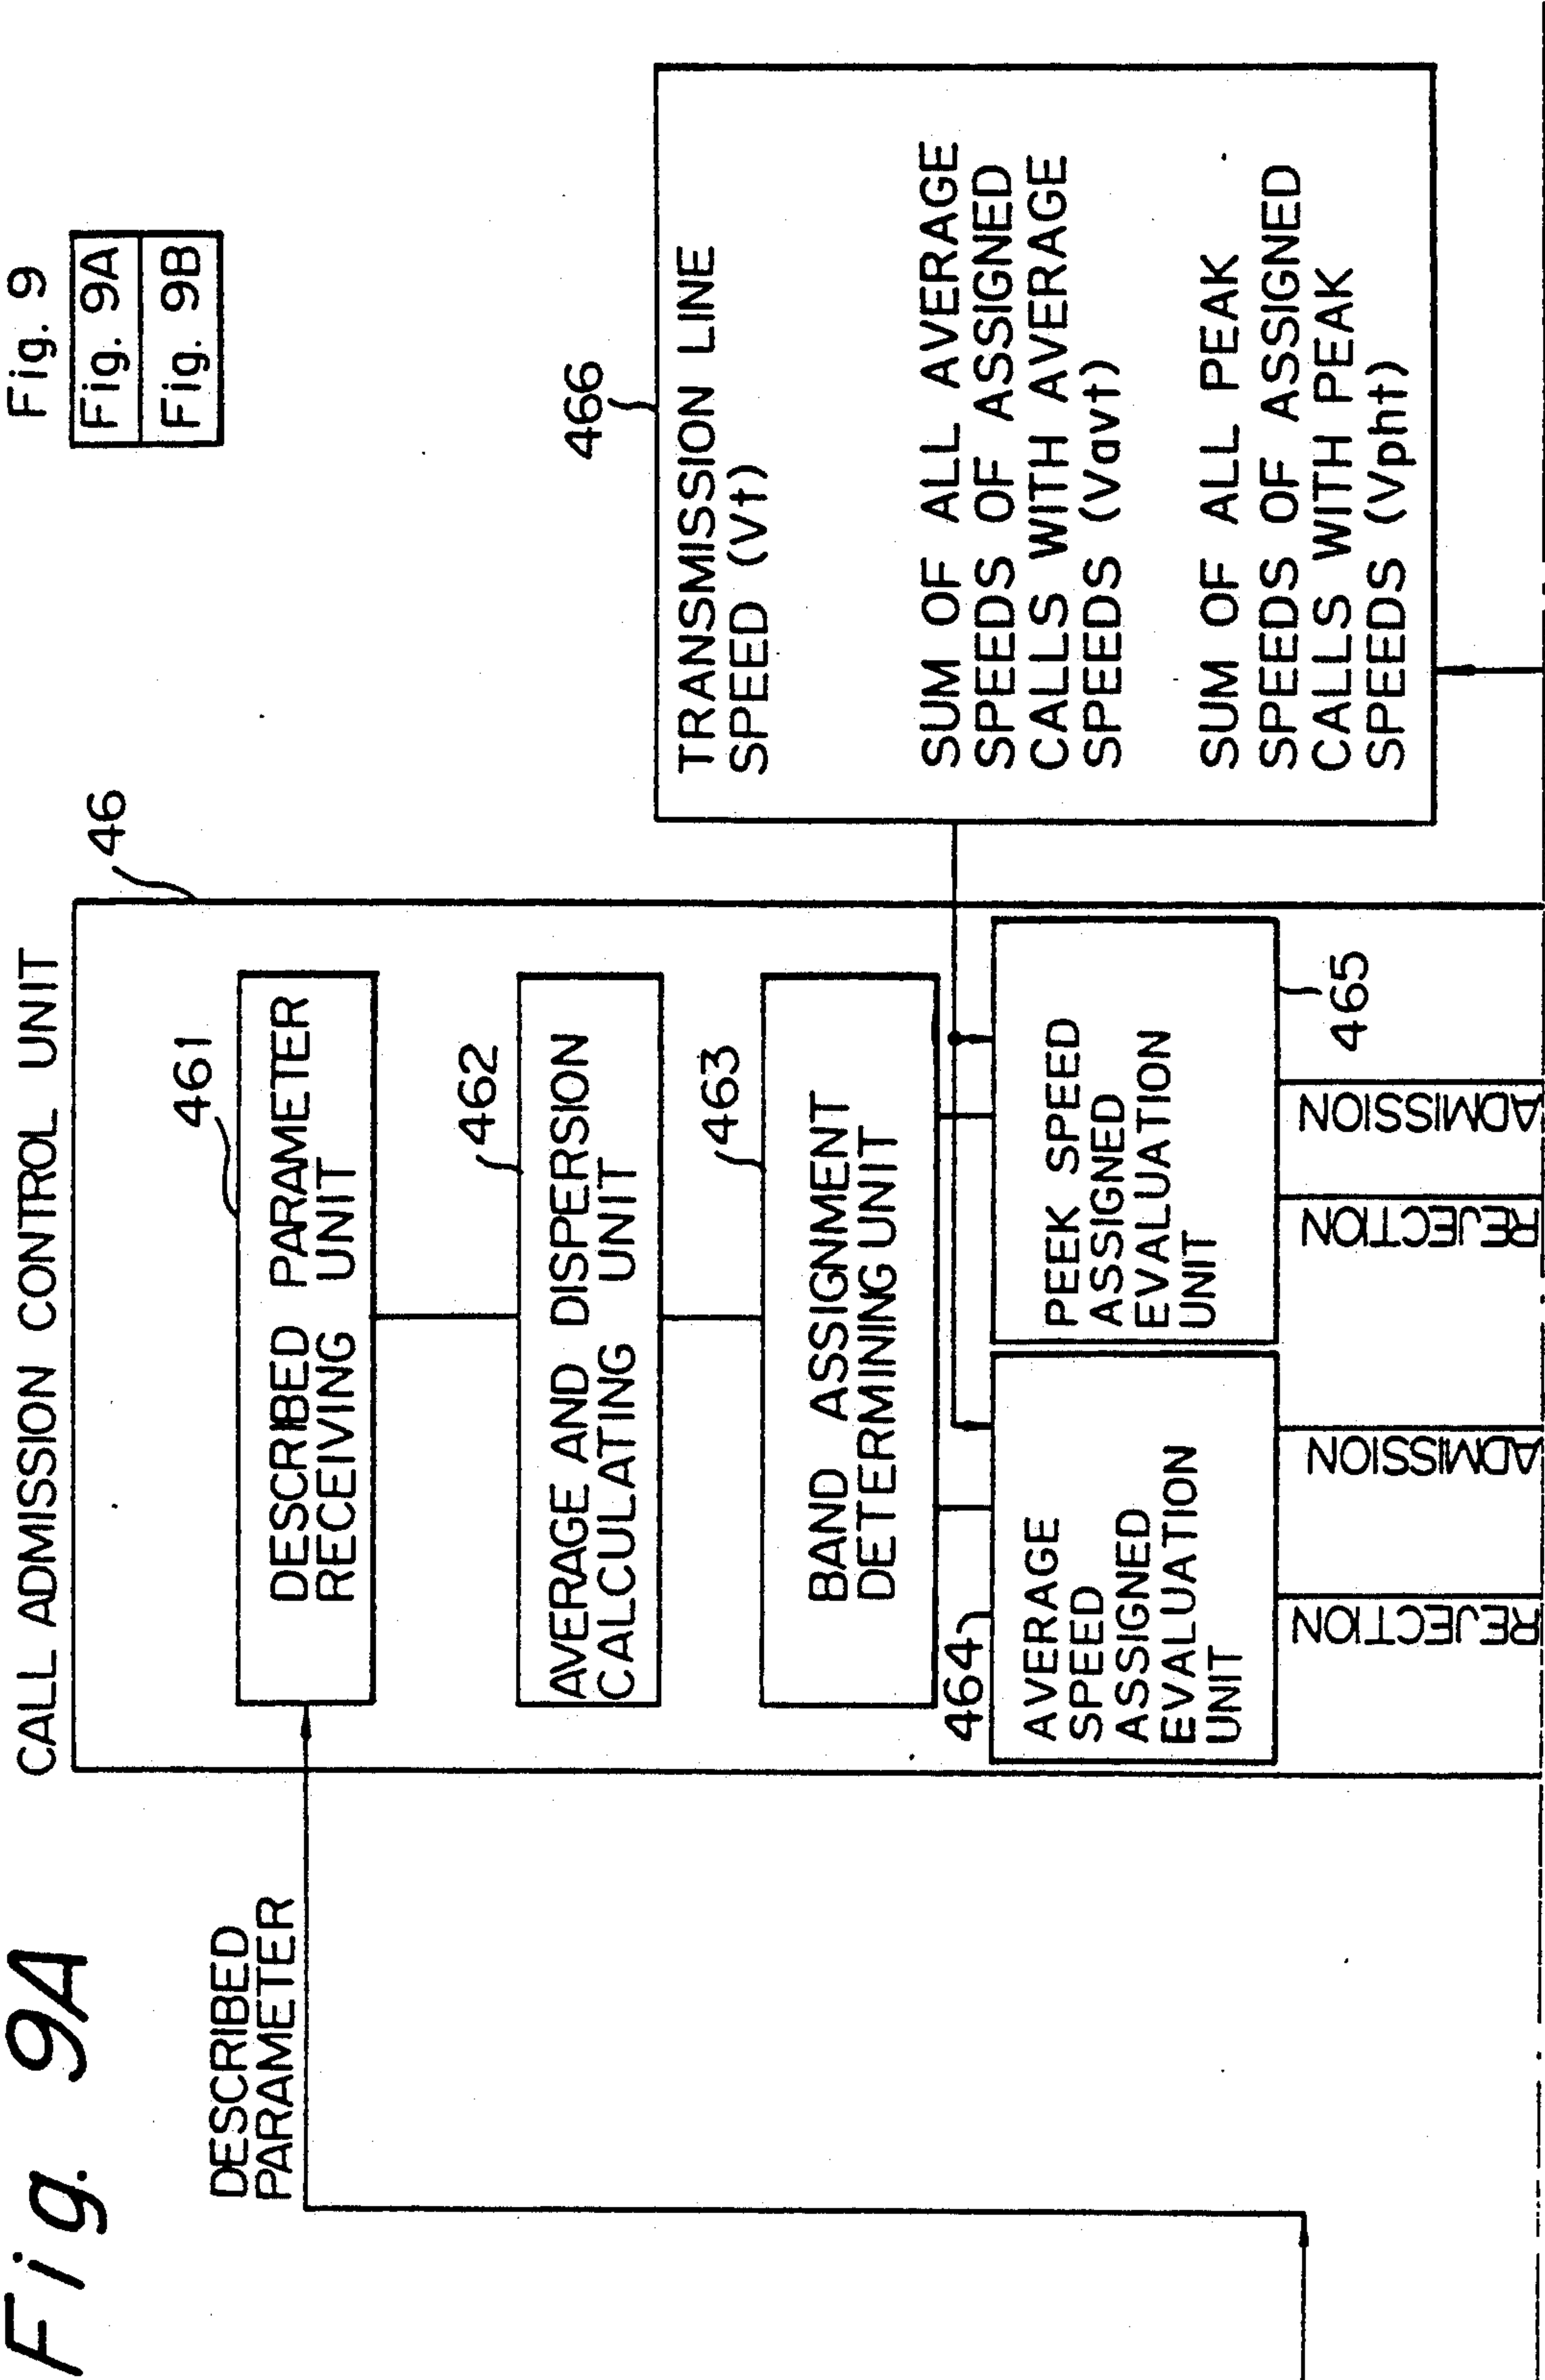 Fig. 9A
Fig. 9
Fig. 9A
Fig. 9B
CALL ADMISSION CONTROL UNIT
46
DESCRIBED
PARAMETER
461
DESCRIBED PARAMETER
RECEIVING UNIT
462
AVERAGE AND DISPERSION
CALCULATING UNIT
463
BAND ASSIGNMENT
DETERMINING UNIT
464
AVERAGE
SPEED
ASSIGNED
EVALUATION
UNIT
PEEK SPEED
ASSIGNED
EVALUATION
UNIT
465
REJECTION
ADMISSION
REJECTION
ADMISSION
466
TRANSMISSION LINE
SPEED (Vt)
SUM OF ALL AVERAGE
SPEEDS OF ASSIGNED
CALLS WITH AVERAGE
SPEEDS (Vavt)
SUM OF ALL PEAK
SPEEDS OF ASSIGNED
CALLS WITH PEAK
SPEEDS (Vpht)